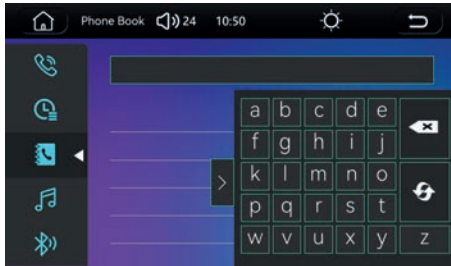 Phone Book 24 10:50
a b c d e
f g h i j
k l m n o
p q r s t
w v u x y z